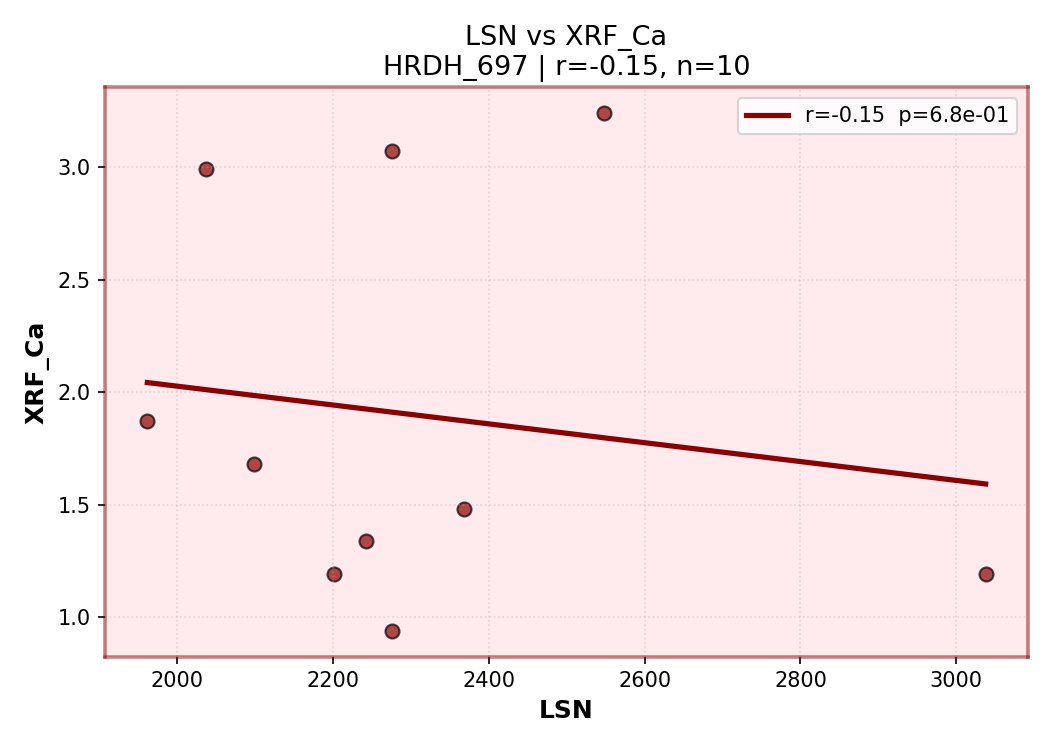 LSN vs XRF_Ca
HRDH_697 | r=-0.15, n=10
r=-0.15  p=6.8e-01
3.0
2.5
2.0
1.5
1.0
XRF_Ca
2000 2200 2400 2600 2800 3000
LSN